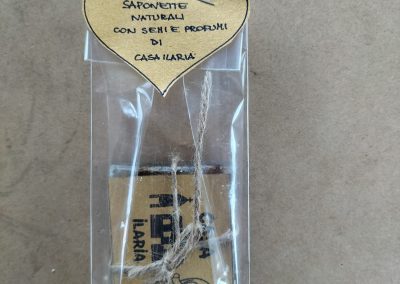 SAPONETTE
NATURALI
CON SEMI E PROFUMI
DI
CASA ILARIA
ILARIA